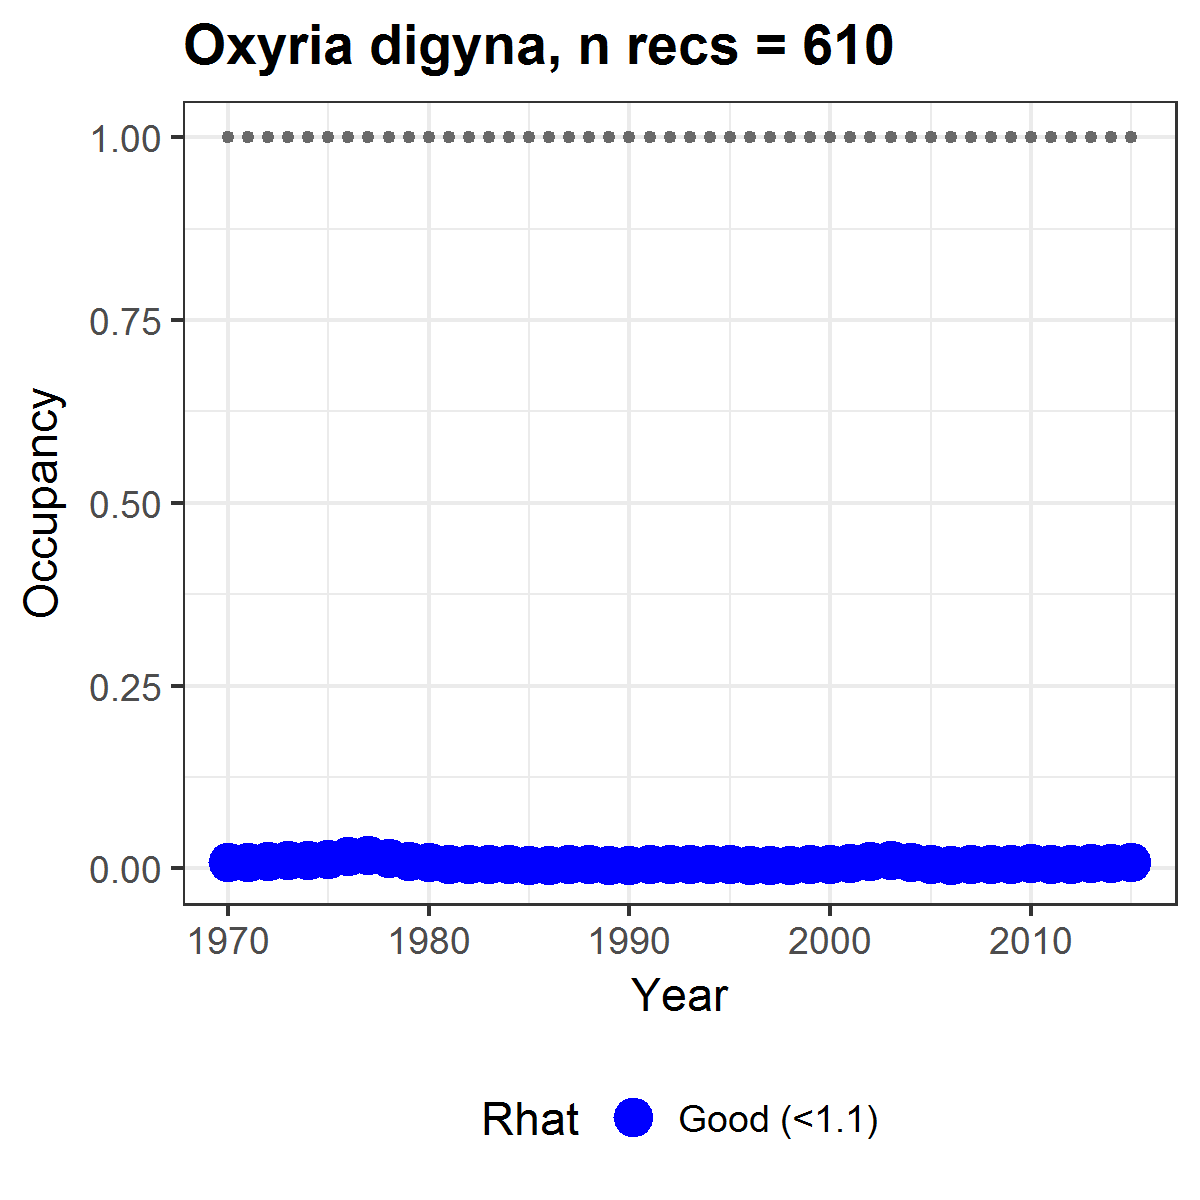 Oxyria digyna, n recs = 610
1.00
0.75
0.50
0.25
0.00
Occupancy
1970 1980 1990 2000 2010
Year
Rhat Good (<1.1)